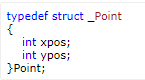 typedef struct _Point
{
    int xpos;
    int ypos;
}Point;